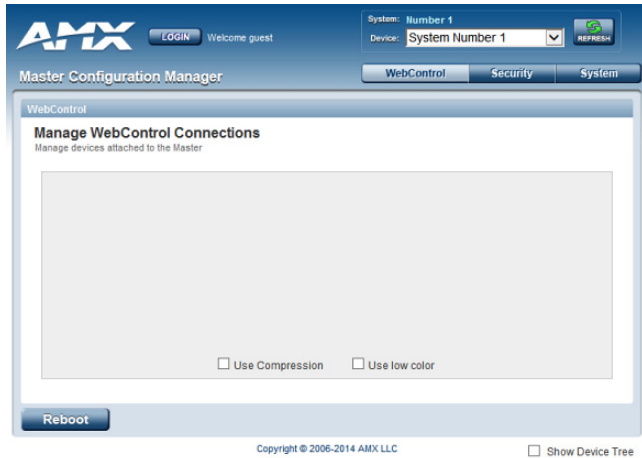 AMX
LOGIN Welcome guest
System: Number 1
Device: System Number 1
REFRESH
Master Configuration Manager
WebControl Security System
WebControl
Manage WebControl Connections
Manage devices attached to the Master
Use Compression Use low color
Reboot
Copyright © 2006-2014 AMX LLC
Show Device Tree